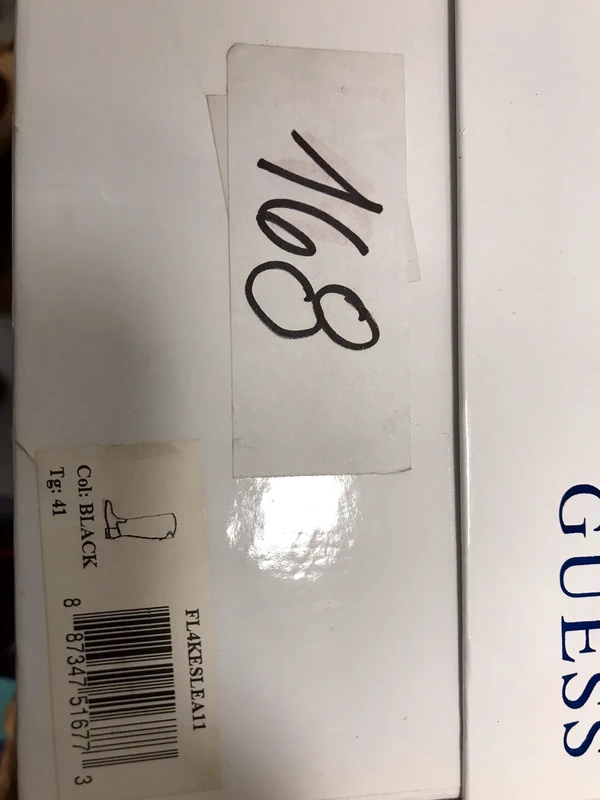 GUESS
168
FL4KESLEA11
Col: BLACK
Tg: 41
8 87347 51677 3